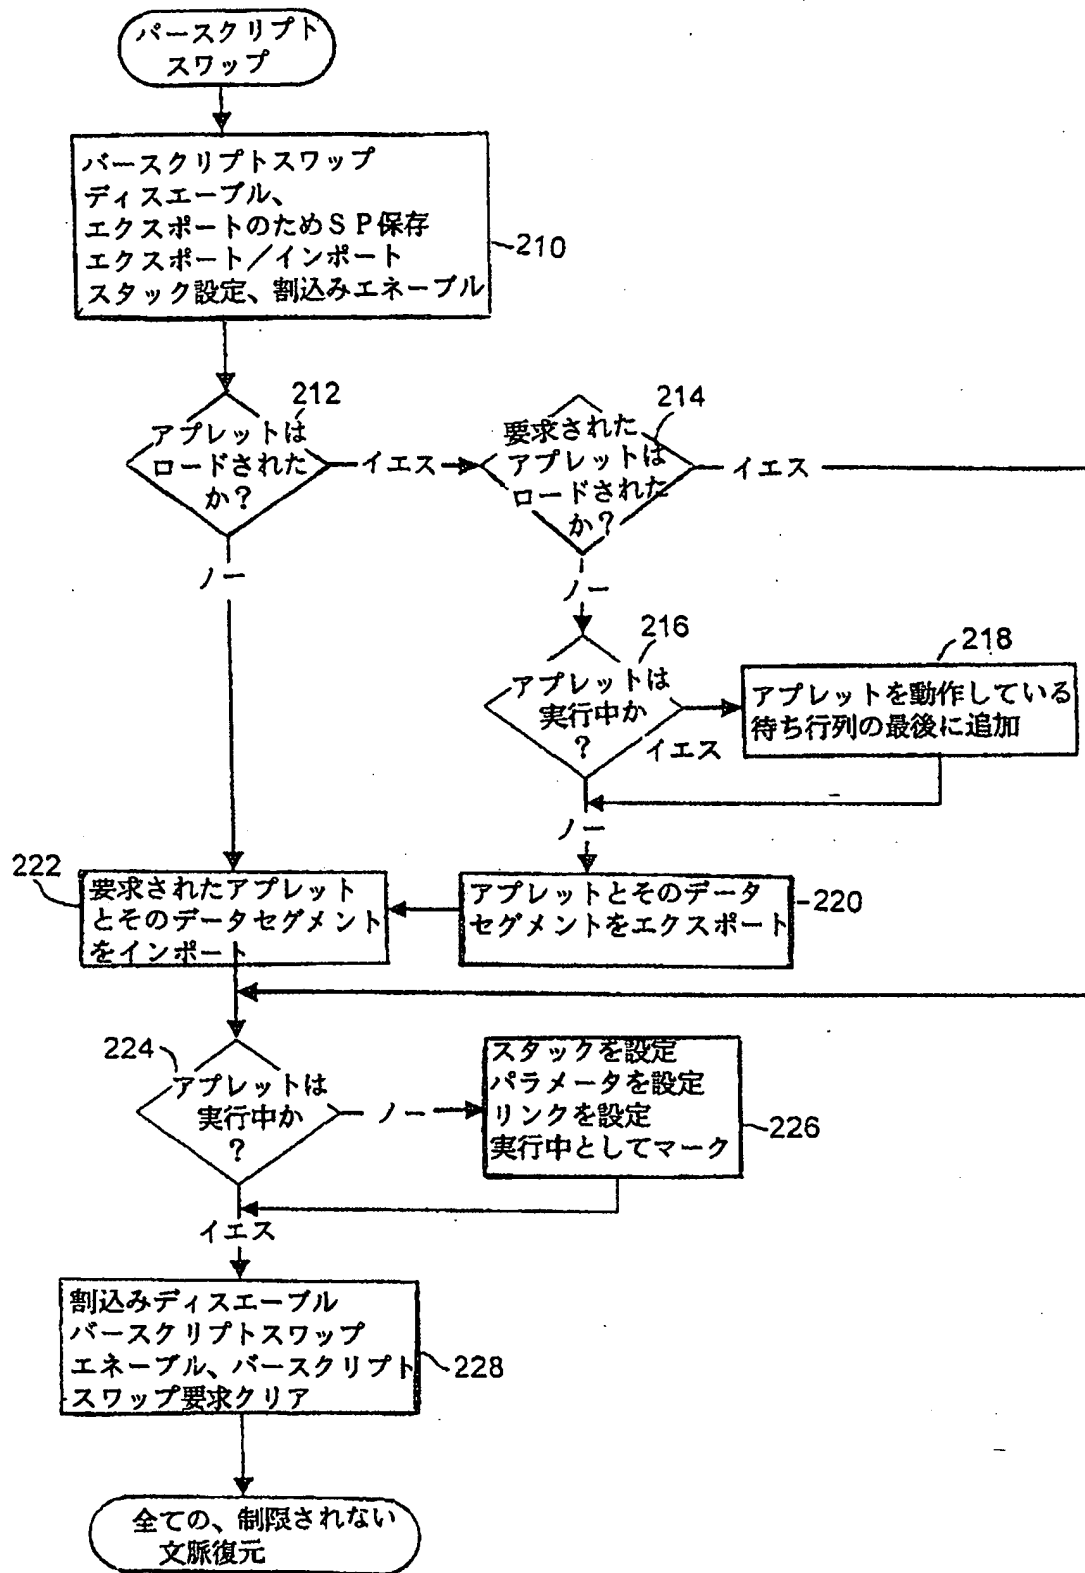 バースクリプト
スワップ
バースクリプトスワップ
ディスエーブル、
エクスポートのためSP保存
エクスポート/インポート
スタック設定、割込みエネーブル
210
212
アプレットは
ロードされた
か?
イエス
214
要求された
アプレットは
ロードされた
か?
イエス
ノー
ノー
216
アプレットは
実行中か
?
イエス
218
アプレットを動作している
待ち行列の最後に追加
ノー
222
要求されたアプレット
とそのデータセグメント
をインポート
アプレットとそのデータ
セグメントをエクスポート
220
224
アプレットは
実行中か
?
ノー
スタックを設定
パラメータを設定
リンクを設定
実行中としてマーク
226
イエス
割込みディスエーブル
バースクリプトスワップ
エネーブル、バースクリプト
スワップ要求クリア
228
全ての、制限されない
文脈復元